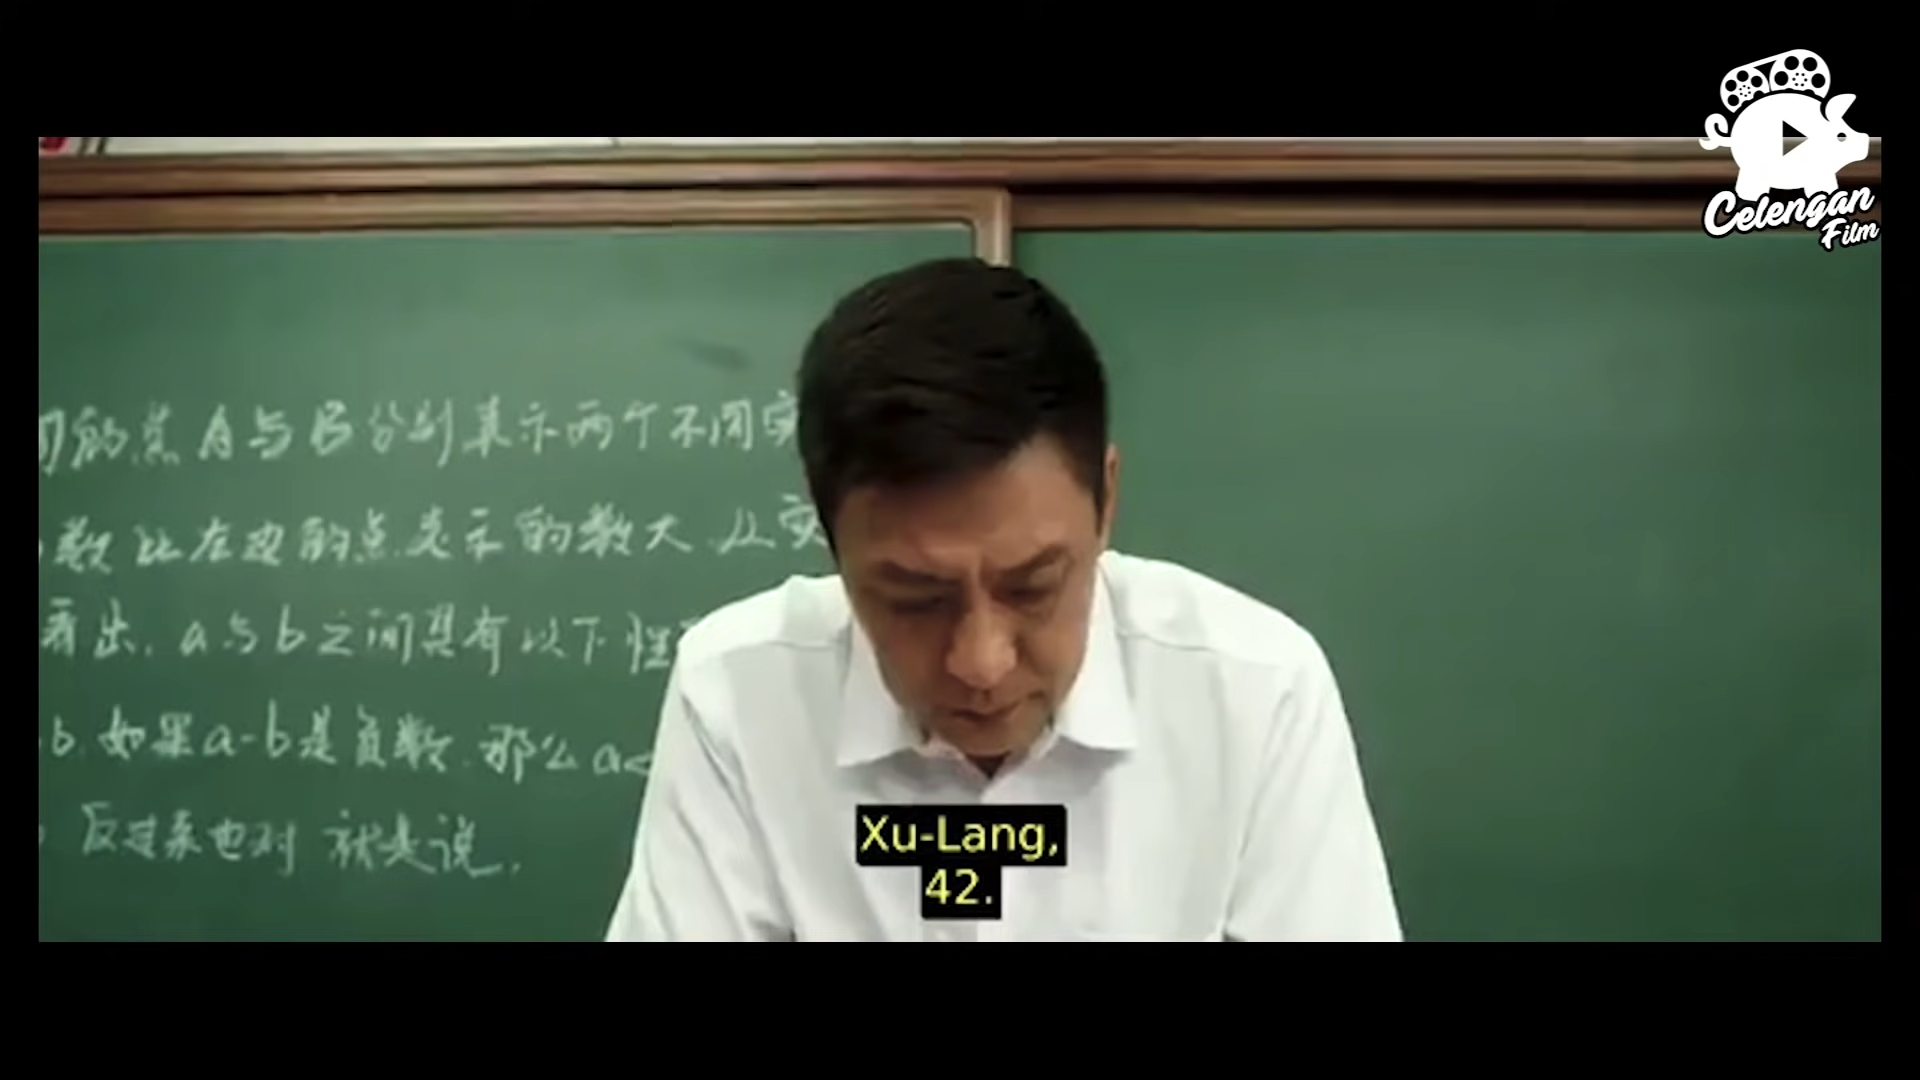 Celengan
Film
的点A与B分别表示两个不同实
数比左边的点表示的数大.从实
看出.a与b之间具有以下性
b.如果a-b是负数.那么a<
反过来也对 就是说,
Xu-Lang,
42.